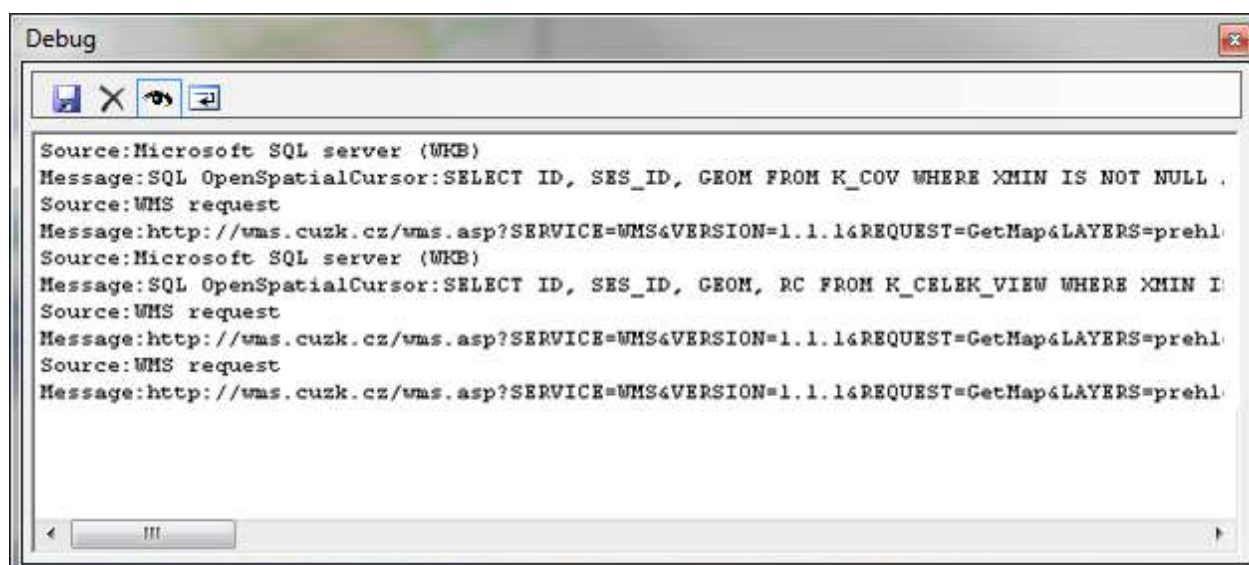 Debug
Source:Microsoft SQL server (WKB)
Message:SQL OpenSpatialCursor:SELECT ID, SES_ID, GEOM FROM K_COV WHERE XMIN IS NOT NULL .
Source:WMS request
Message:http://wms.cuzk.cz/wms.asp?SERVICE=WMS&VERSION=1.1.1&REQUEST=GetMap&LAYERS=prehl
Source:Microsoft SQL server (WKB)
Message:SQL OpenSpatialCursor:SELECT ID, SES_ID, GEOM, RC FROM K_CELEK_VIEW WHERE XMIN I
Source:WMS request
Message:http://wms.cuzk.cz/wms.asp?SERVICE=WMS&VERSION=1.1.1&REQUEST=GetMap&LAYERS=prehl
Source:WMS request
Message:http://wms.cuzk.cz/wms.asp?SERVICE=WMS&VERSION=1.1.1&REQUEST=GetMap&LAYERS=prehl